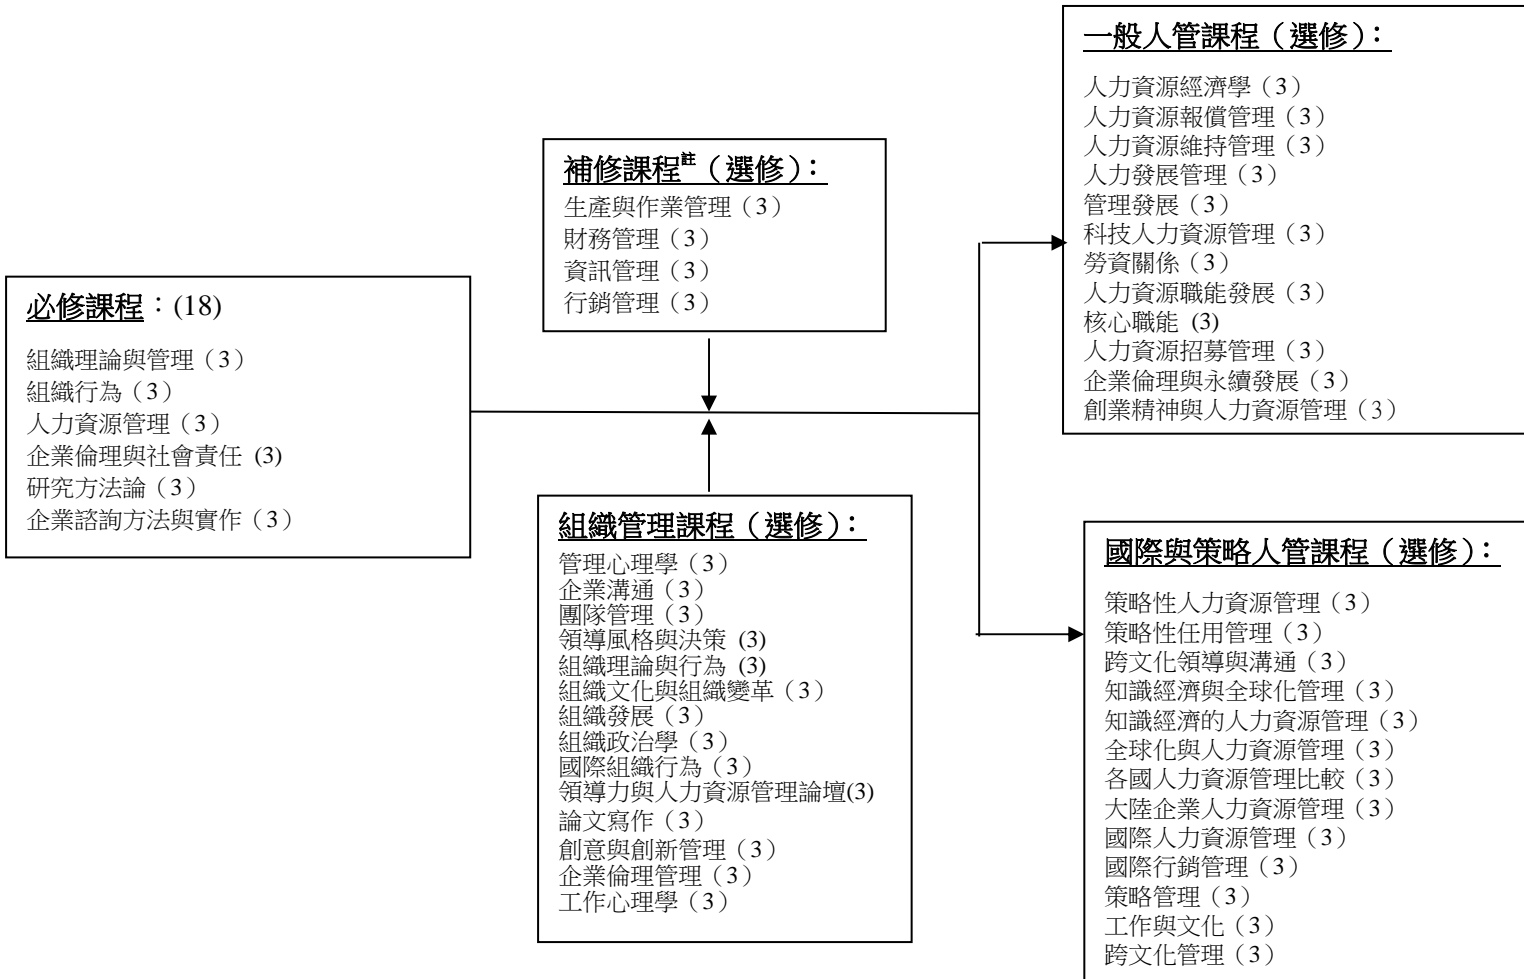 必修課程：(18)
組織理論與管理（3）
組織行為（3）
人力資源管理（3）
企業倫理與社會責任 (3)
研究方法論（3）
企業諮詢方法與實作（3）
補修課程註（選修）：
生產與作業管理（3）
財務管理（3）
資訊管理（3）
行銷管理（3）
組織管理課程（選修）：
管理心理學（3）
企業溝通（3）
團隊管理（3）
領導風格與決策 (3)
組織理論與行為 (3)
組織文化與組織變革（3）
組織發展（3）
組織政治學（3）
國際組織行為（3）
領導力與人力資源管理論壇(3)
論文寫作（3）
創意與創新管理（3）
企業倫理管理（3）
工作心理學（3）
一般人管課程（選修）：
人力資源經濟學（3）
人力資源報償管理（3）
人力資源維持管理（3）
人力發展管理（3）
管理發展（3）
科技人力資源管理（3）
勞資關係（3）
人力資源職能發展（3）
核心職能 (3)
人力資源招募管理（3）
企業倫理與永續發展（3）
創業精神與人力資源管理（3）
國際與策略人管課程（選修）：
策略性人力資源管理（3）
策略性任用管理（3）
跨文化領導與溝通（3）
知識經濟與全球化管理（3）
知識經濟的人力資源管理（3）
全球化與人力資源管理（3）
各國人力資源管理比較（3）
大陸企業人力資源管理（3）
國際人力資源管理（3）
國際行銷管理（3）
策略管理（3）
工作與文化（3）
跨文化管理（3）